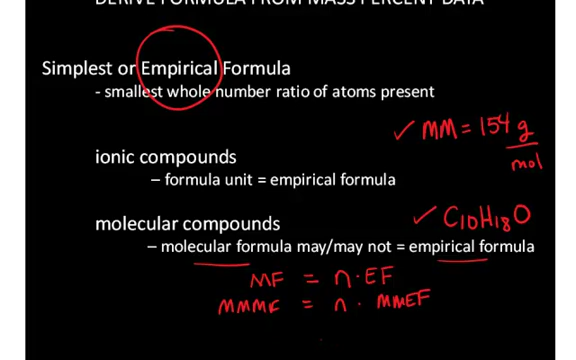 DERIVE FORMULA FROM MASS PERCENT DATA
Simplest or Empirical Formula
- smallest whole number ratio of atoms present
✓ MM = 154 g/mol
ionic compounds
– formula unit = empirical formula
molecular compounds
✓ C10H18O
– molecular formula may/may not = empirical formula
MF = n · EF
MMMF = n · MMEF